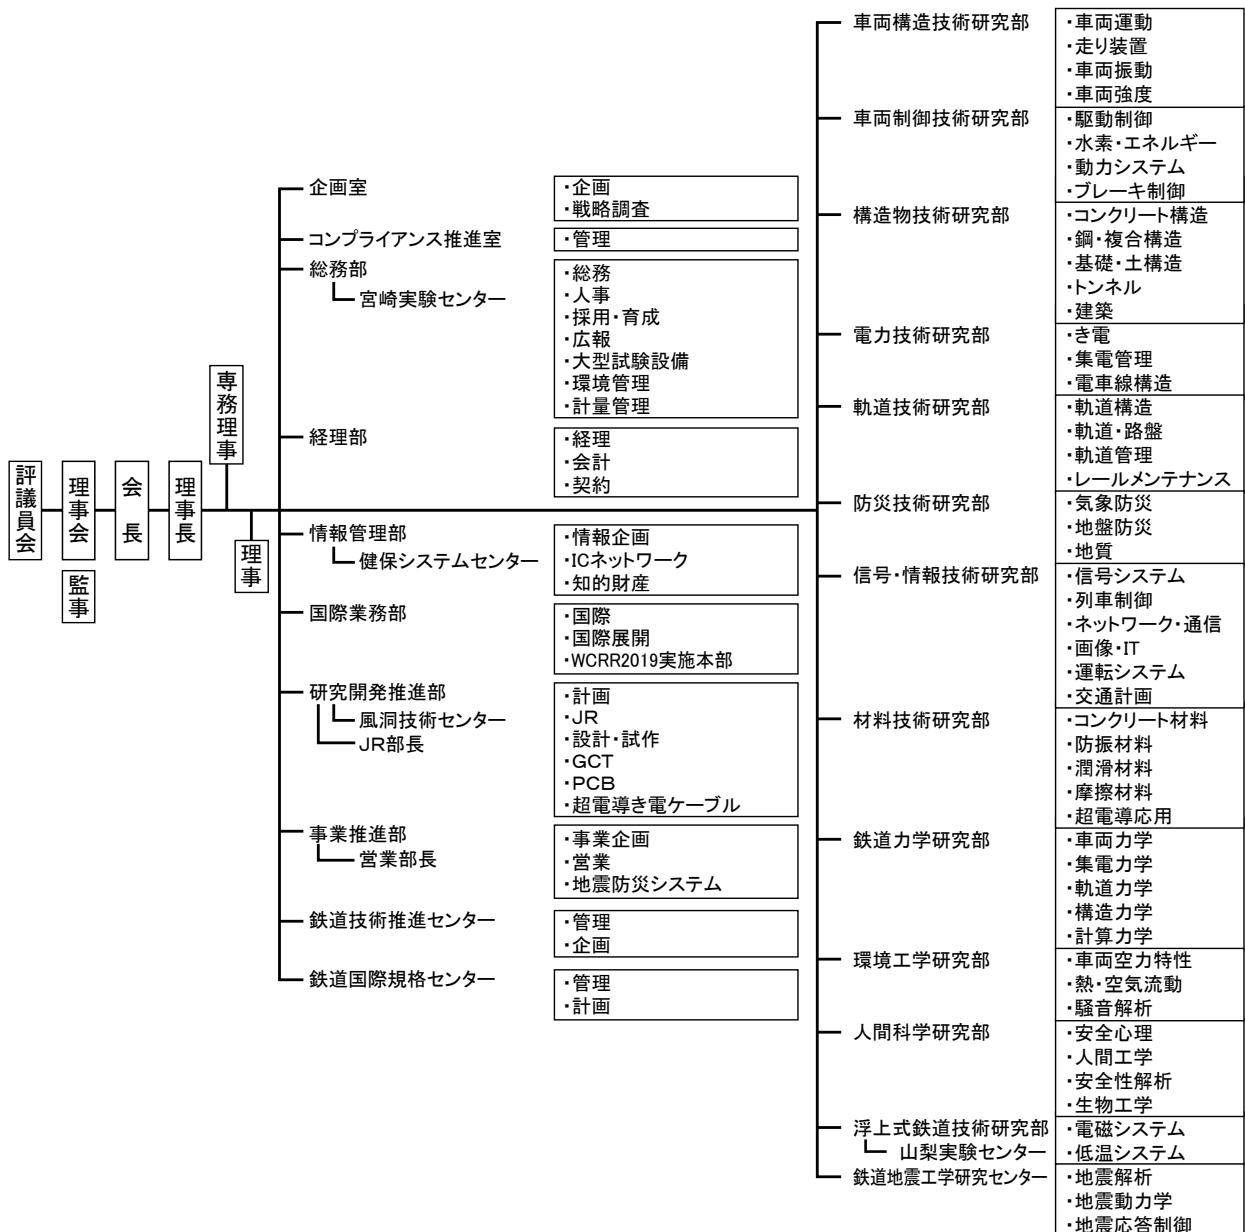 評議員会
理事会
監事
会長
理事長
専務理事
理事
企画室
・企画
・戦略調査
コンプライアンス推進室
・管理
総務部
宮崎実験センター
・総務
・人事
・採用・育成
・広報
・大型試験設備
・環境管理
・計量管理
経理部
・経理
・会計
・契約
情報管理部
健保システムセンター
・情報企画
・ICネットワーク
・知的財産
国際業務部
・国際
・国際展開
・WCRR2019実施本部
研究開発推進部
風洞技術センター
JR部長
・計画
・JR
・設計・試作
・GCT
・PCB
・超電導き電ケーブル
事業推進部
営業部長
・事業企画
・営業
・地震防災システム
鉄道技術推進センター
・管理
・企画
鉄道国際規格センター
・管理
・計画
車両構造技術研究部
・車両運動
・走り装置
・車両振動
・車両強度
車両制御技術研究部
・駆動制御
・水素・エネルギー
・動力システム
・ブレーキ制御
構造物技術研究部
・コンクリート構造
・鋼・複合構造
・基礎・土構造
・トンネル
・建築
電力技術研究部
・き電
・集電管理
・電車線構造
軌道技術研究部
・軌道構造
・軌道・路盤
・軌道管理
・レールメンテナンス
防災技術研究部
・気象防災
・地盤防災
・地質
信号・情報技術研究部
・信号システム
・列車制御
・ネットワーク・通信
・画像・IT
・運転システム
・交通計画
材料技術研究部
・コンクリート材料
・防振材料
・潤滑材料
・摩擦材料
・超電導応用
鉄道力学研究部
・車両力学
・集電力学
・軌道力学
・構造力学
・計算力学
環境工学研究部
・車両空力特性
・熱・空気流動
・騒音解析
人間科学研究部
・安全心理
・人間工学
・安全性解析
・生物工学
浮上式鉄道技術研究部
山梨実験センター
・電磁システム
・低温システム
鉄道地震工学研究センター
・地震解析
・地震動力学
・地震応答制御